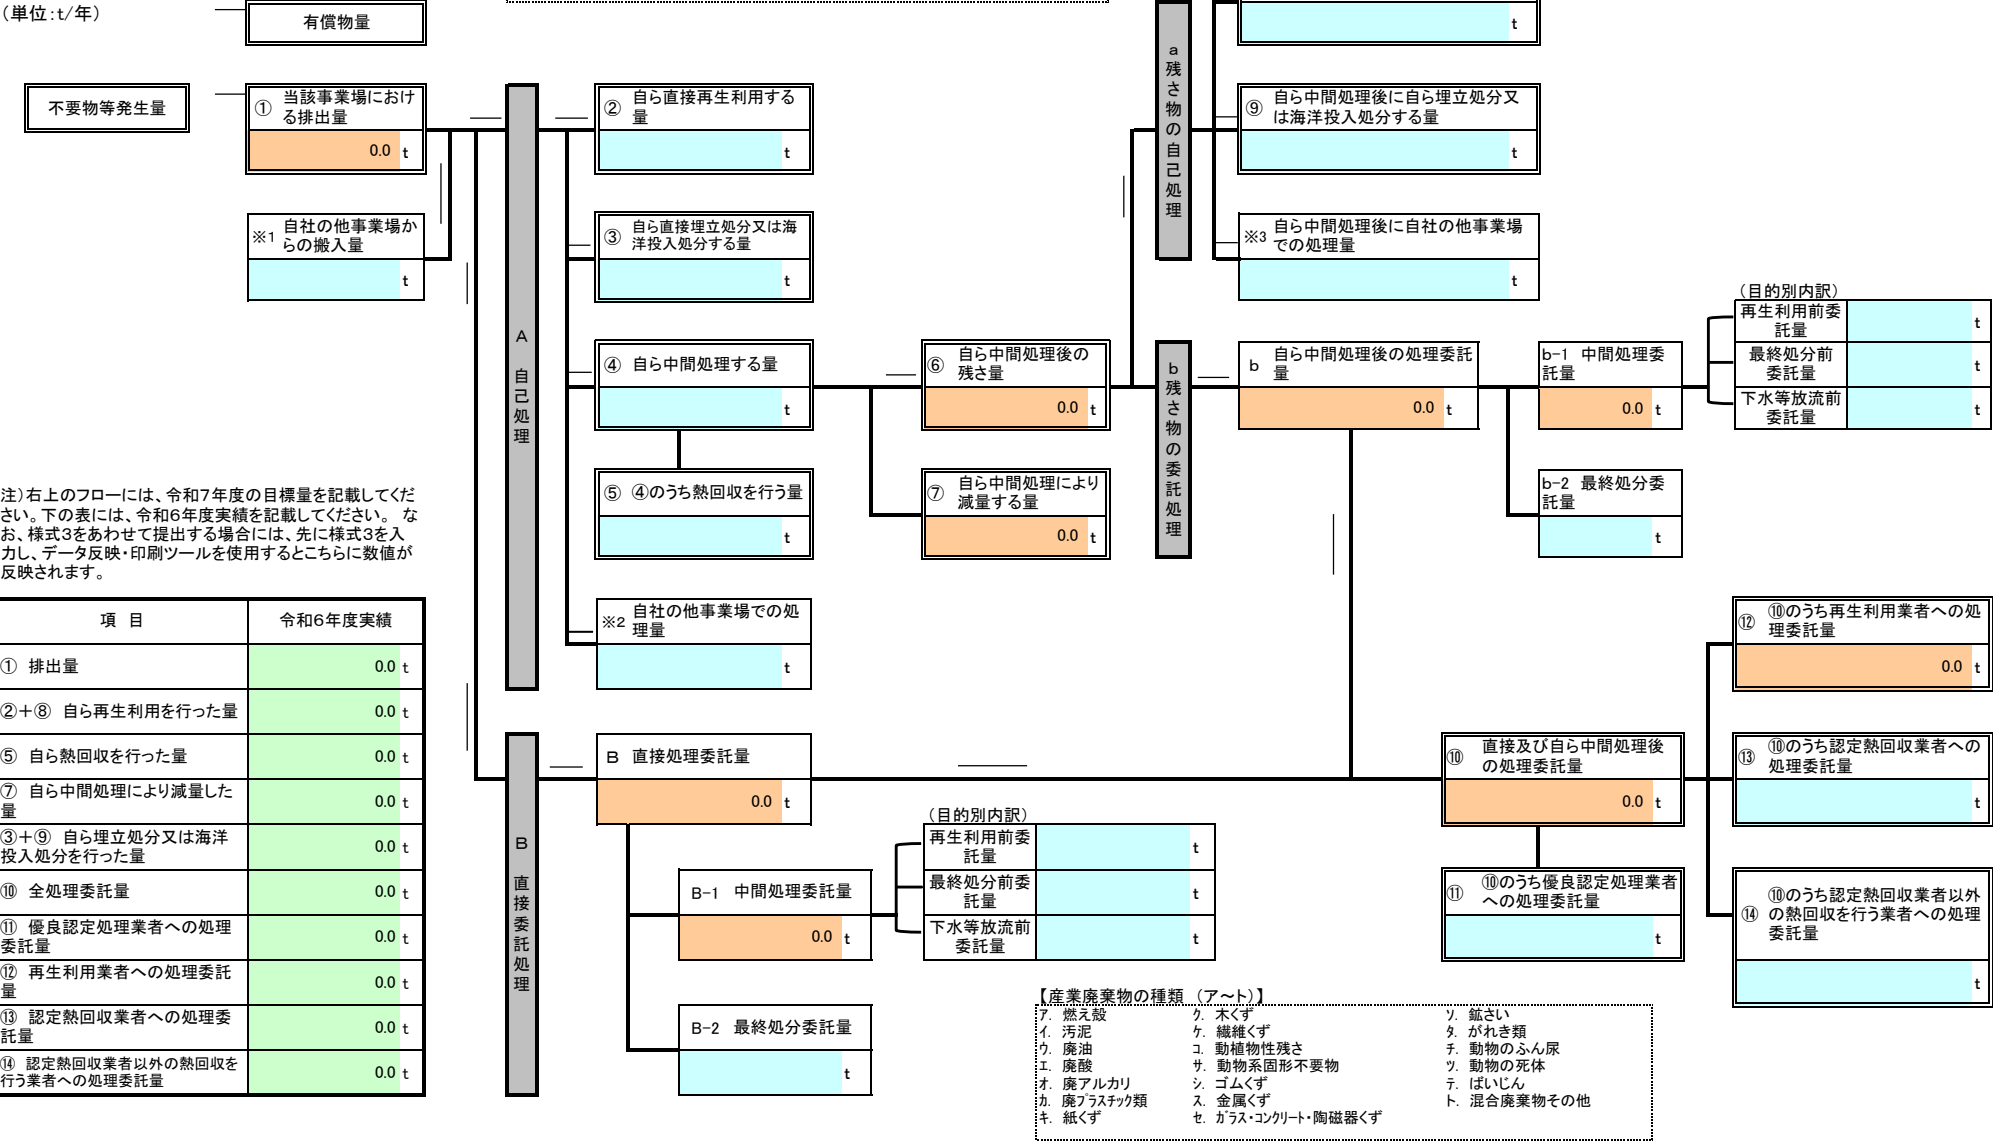 （単位:t/年）
有償物量
t
不要物等発生量
① 当該事業場におけ
る排出量
0.0 t
※1 自社の他事業場か
らの搬入量
t
A 自己処理
② 自ら直接再生利用する
量
t
③ 自ら直接埋立処分又は海
洋投入処分する量
t
④ 自ら中間処理する量
t
⑤ ④のうち熱回収を行う量
t
※2 自社の他事業場での処
理量
t
⑥ 自ら中間処理後の
残さ量
0.0 t
⑦ 自ら中間処理により
減量する量
0.0 t
a残さ物の自己処理
⑨ 自ら中間処理後に自ら埋立処分又
は海洋投入処分する量
t
※3 自ら中間処理後に自社の他事業場
での処理量
t
b残さ物の委託処理
b 自ら中間処理後の処理委託
量
0.0 t
b-1 中間処理委
託量
0.0 t
b-2 最終処分委
託量
t
（目的別内訳）
再生利用前委
託量
t
最終処分前
委託量
t
下水等放流前
委託量
t
注)右上のフローには、令和7年度の目標量を記載してくだ
さい。下の表には、令和6年度実績を記載してください。 な
お、様式3をあわせて提出する場合には、先に様式3を入
力し、データ反映・印刷ツールを使用するとこちらに数値が
反映されます。
項 目 令和6年度実績
① 排出量 0.0 t
②+⑧ 自ら再生利用を行った量 0.0 t
⑤ 自ら熱回収を行った量 0.0 t
⑦ 自ら中間処理により減量した
量 0.0 t
③+⑨ 自ら埋立処分又は海洋
投入処分を行った量 0.0 t
⑩ 全処理委託量 0.0 t
⑪ 優良認定処理業者への処理
委託量 0.0 t
⑫ 再生利用業者への処理委託
量 0.0 t
⑬ 認定熱回収業者への処理委
託量 0.0 t
⑭ 認定熱回収業者以外の熱回収を
行う業者への処理委託量 0.0 t
B 直接委託処理
B 直接処理委託量
0.0 t
B-1 中間処理委託量
0.0 t
B-2 最終処分委託量
t
（目的別内訳）
再生利用前委
託量
t
最終処分前委
託量
t
下水等放流前
委託量
t
⑩ 直接及び自ら中間処理後
の処理委託量
0.0 t
⑪ ⑩のうち優良認定処理業者
への処理委託量
t
⑫ ⑩のうち再生利用業者への処
理委託量
0.0 t
⑬ ⑩のうち認定熱回収業者への
処理委託量
t
⑭ ⑩のうち認定熱回収業者以外
の熱回収を行う業者への処理
委託量
t
【産業廃棄物の種類 （ア～ト）】
ア. 燃え殻 ク. 木くず ソ. 鉱さい
イ. 汚泥 ケ. 繊維くず タ. がれき類
ウ. 廃油 コ. 動植物性残さ チ. 動物のふん尿
エ. 廃酸 サ. 動物系固形不要物 ツ. 動物の死体
オ. 廃アルカリ シ. ゴムくず テ. ばいじん
カ. 廃プラスチック類 ス. 金属くず ト. 混合廃棄物その他
キ. 紙くず セ. ガラス・コンクリート・陶磁器くず